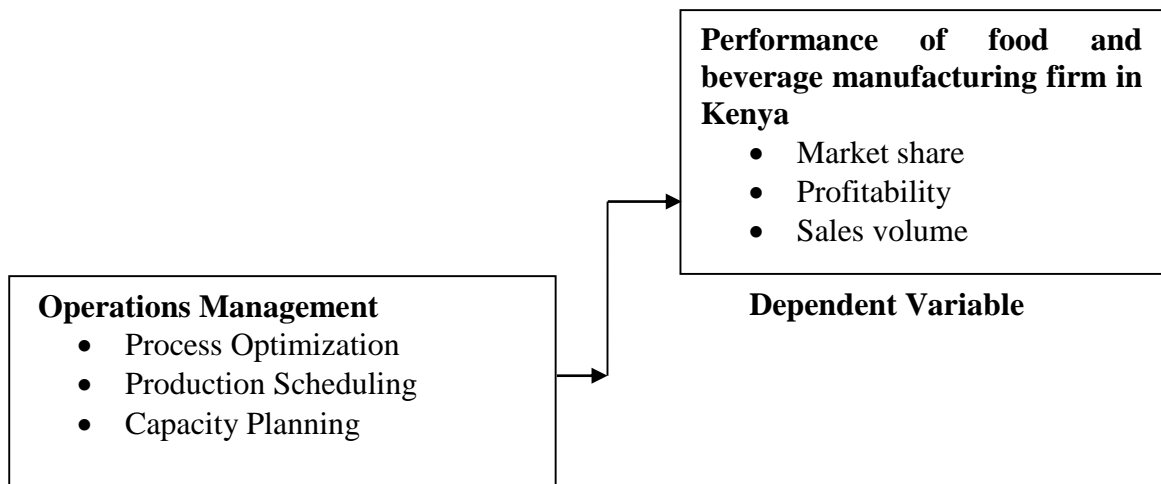 Performance of food and
beverage manufacturing firm in
Kenya
• Market share
• Profitability
• Sales volume
Dependent Variable
Operations Management
• Process Optimization
• Production Scheduling
• Capacity Planning